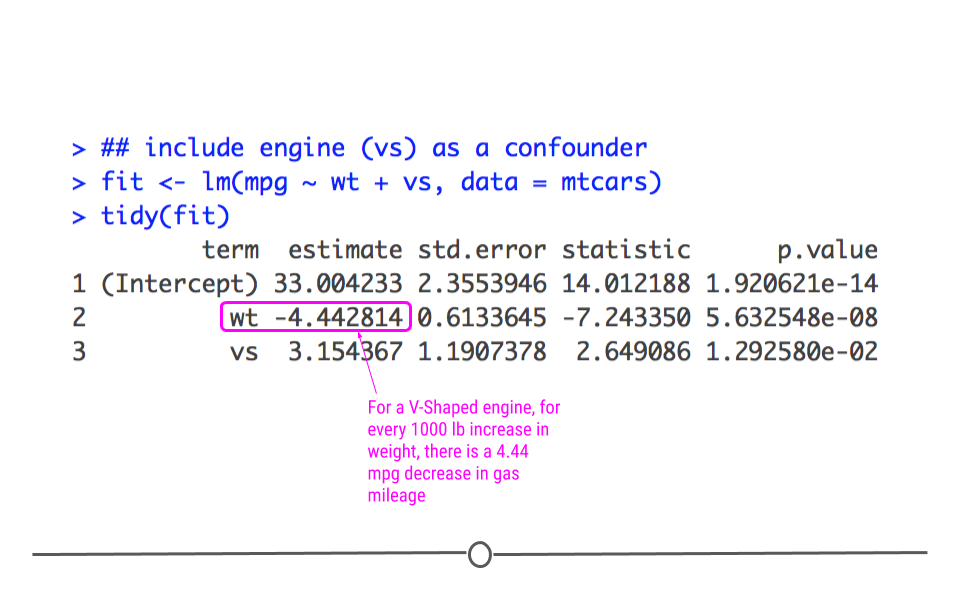 > ## include engine (vs) as a confounder
> fit <- lm(mpg ~ wt + vs, data = mtcars)
> tidy(fit)
term estimate std.error statistic p.value
1 (Intercept) 33.004233 2.3553946 14.012188 1.920621e-14
2 wt -4.442814 0.6133645 -7.243350 5.632548e-08
3 vs 3.154367 1.1907378 2.649086 1.292580e-02
For a V-Shaped engine, for
every 1000 lb increase in
weight, there is a 4.44
mpg decrease in gas
mileage